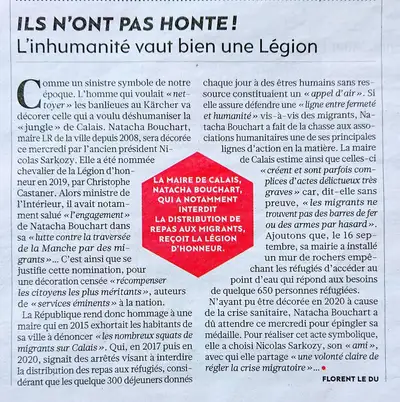 ILS N'ONT PAS HONTE !
L'inhumanité vaut bien une Légion
Comme un sinistre symbole de notre
époque. L'homme qui voulait « net-
toyer » les banlieues au Kärcher va
décorer celle qui a voulu déshumaniser la
« jungle » de Calais. Natacha Bouchart,
maire LR de la ville depuis 2008, sera décorée
ce mercredi par l'ancien président Ni-
colas Sarkozy. Elle a été nommée
chevalier de la Légion d'hon-
neur en 2019, par Christophe
Castaner. Alors ministre de
l'Intérieur, il avait notam-
ment salué « l'engagement »
de Natacha Bouchart dans
sa « lutte contre la traversée
de la Manche par des mi-
grants »... C'est ainsi que se
justifie cette nomination, pour
une décoration censée « récompenser
les citoyens les plus méritants », auteurs
de « services éminents » à la nation.
La République rend donc hommage à une
maire qui en 2015 exhortait les habitants de
sa ville à dénoncer « les nombreux squats de
migrants sur Calais ». Qui, en 2017 puis en
2020, signait des arrêtés visant à interdire
la distribution des repas aux réfugiés, consi-
dérant que les quelque 300 déjeuners donnés
LA MAIRE DE CALAIS,
NATACHA BOUCHART,
QUI A NOTAMMENT
INTERDIT
LA DISTRIBUTION DE
REPAS AUX MIGRANTS,
REÇOIT LA LÉGION
D'HONNEUR.
chaque jour à des êtres humains sans res-
source constituaient un « appel d'air ». Si
elle assure défendre une « ligne entre fermeté
et humanité » vis-à-vis des migrants, Na-
tacha Bouchart a fait de la chasse aux asso-
ciations humanitaires une de ses principales
lignes d'action en la matière. La maire
de Calais estime ainsi que celles-ci
« créent et sont parfois com-
plices d'actes délictueux très
graves » car, dit-elle sans
preuve, « les migrants ne
trouvent pas des barres de fer
ou des armes par hasard ».
Ajoutons que, le 16 sep-
tembre, sa mairie a installé
un mur de rochers empê-
chant les réfugiés d'accéder au
point d'eau qui répond aux besoins
de quelque 650 personnes réfugiées.
N'ayant pu être décorée en 2020 à cause
de la crise sanitaire, Natacha Bouchart a
dû attendre ce mercredi pour épingler sa
médaille. Pour réaliser cet acte symbolique,
elle a choisi Nicolas Sarkozy, son « ami »,
avec qui elle partage « une volonté claire de
régler la crise migratoire »...
FLORENT LE DU